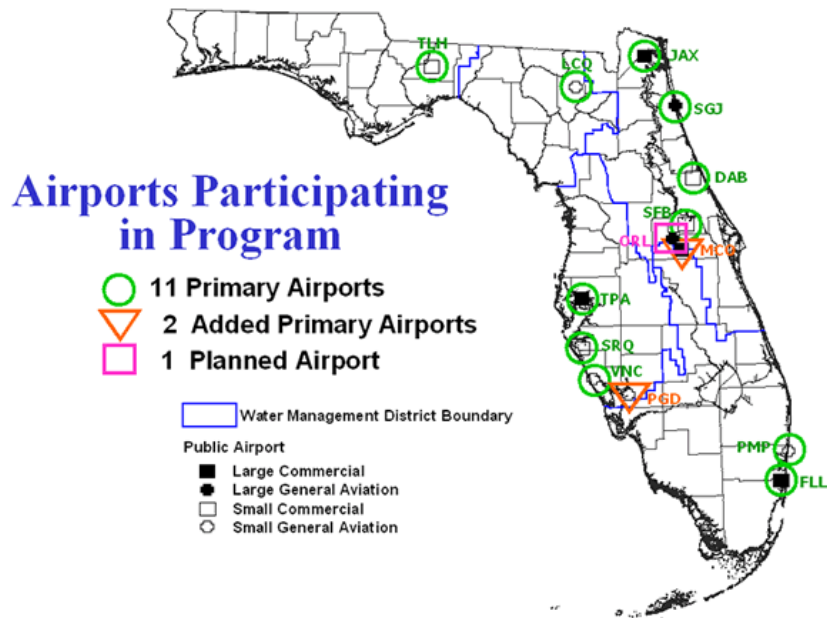 TLH
LCQ
JAX
SGJ
DAB
SFB
ORL
MCO
TPA
SRQ
VNC
PGD
PMP
FLL
Airports Participating
in Program
11 Primary Airports
2 Added Primary Airports
1 Planned Airport
Water Management District Boundary
Public Airport
Large Commercial
Large General Aviation
Small Commercial
Small General Aviation